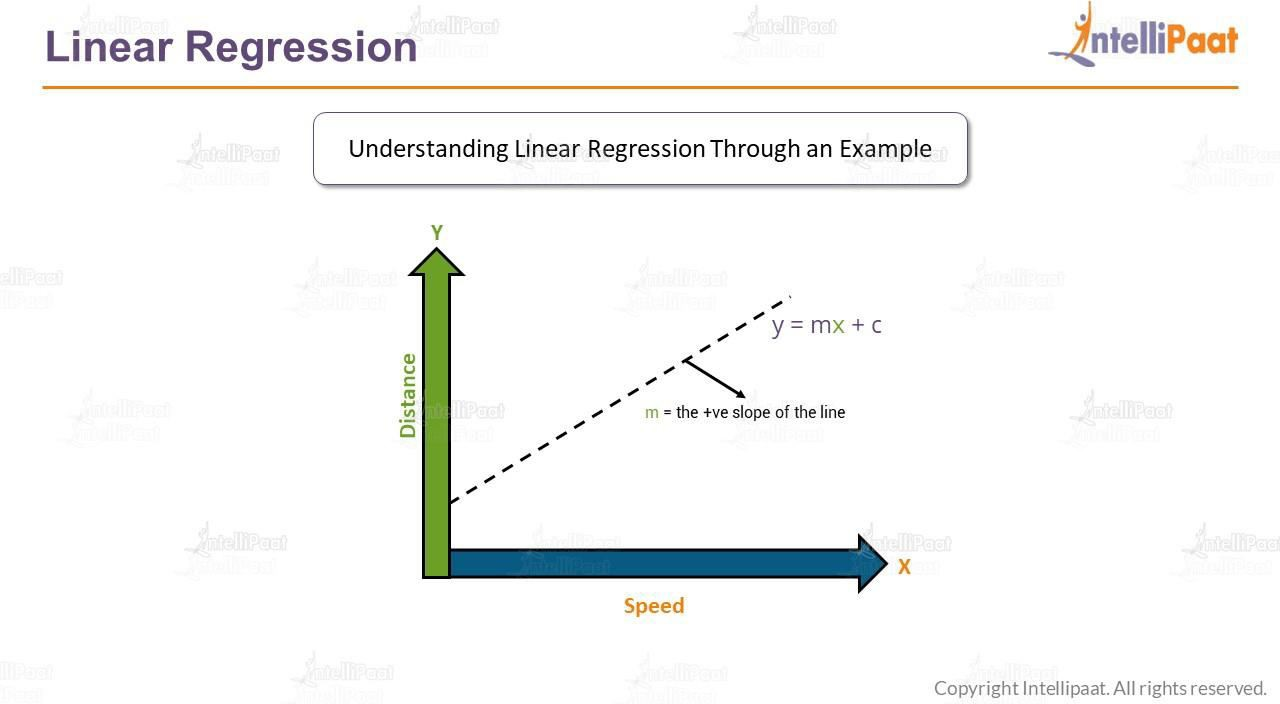 Linear Regression
IntelliPaat
Understanding Linear Regression Through an Example
Y
Distance
y = mx + c
m = the +ve slope of the line
X
Speed
Copyright Intellipaat. All rights reserved.